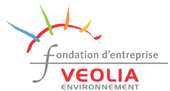 fondation d'entreprise
VEOLIA
ENVIRONNEMENT